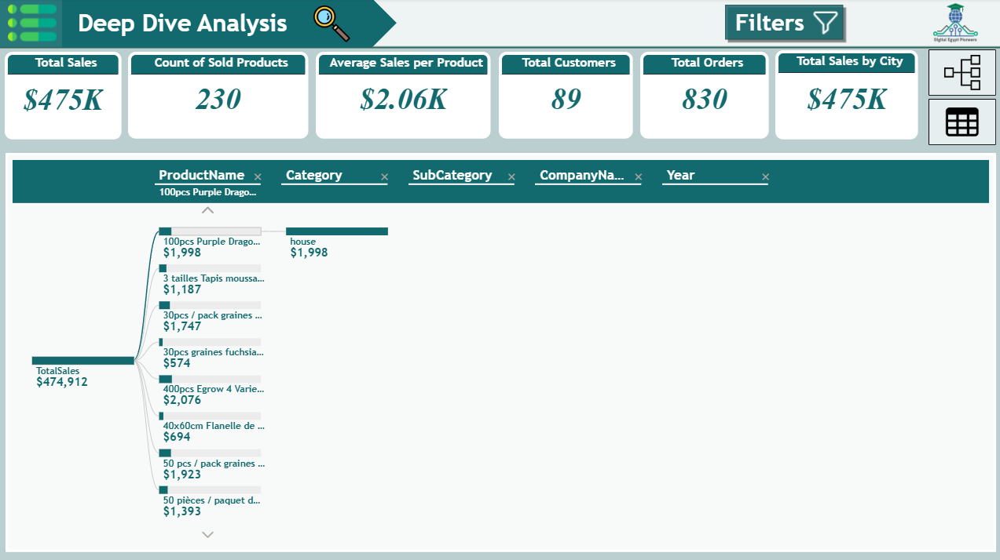 Deep Dive Analysis
Filters
Digital Egypt Pioneers
Total Sales
$475K
Count of Sold Products
230
Average Sales per Product
$2.06K
Total Customers
89
Total Orders
830
Total Sales by City
$475K
ProductName
Category
SubCategory
CompanyNa...
Year
100pcs Purple Drago...
100pcs Purple Drago...
$1,998
house
$1,998
3 tailles Tapis moussa...
$1,187
30pcs / pack graines ...
$1,747
30pcs graines fuchsia...
$574
TotalSales
$474,912
400pcs Egrow 4 Varie...
$2,076
40x60cm Flanelle de ...
$694
50 pcs / pack graines ...
$1,923
50 pièces / paquet d...
$1,393